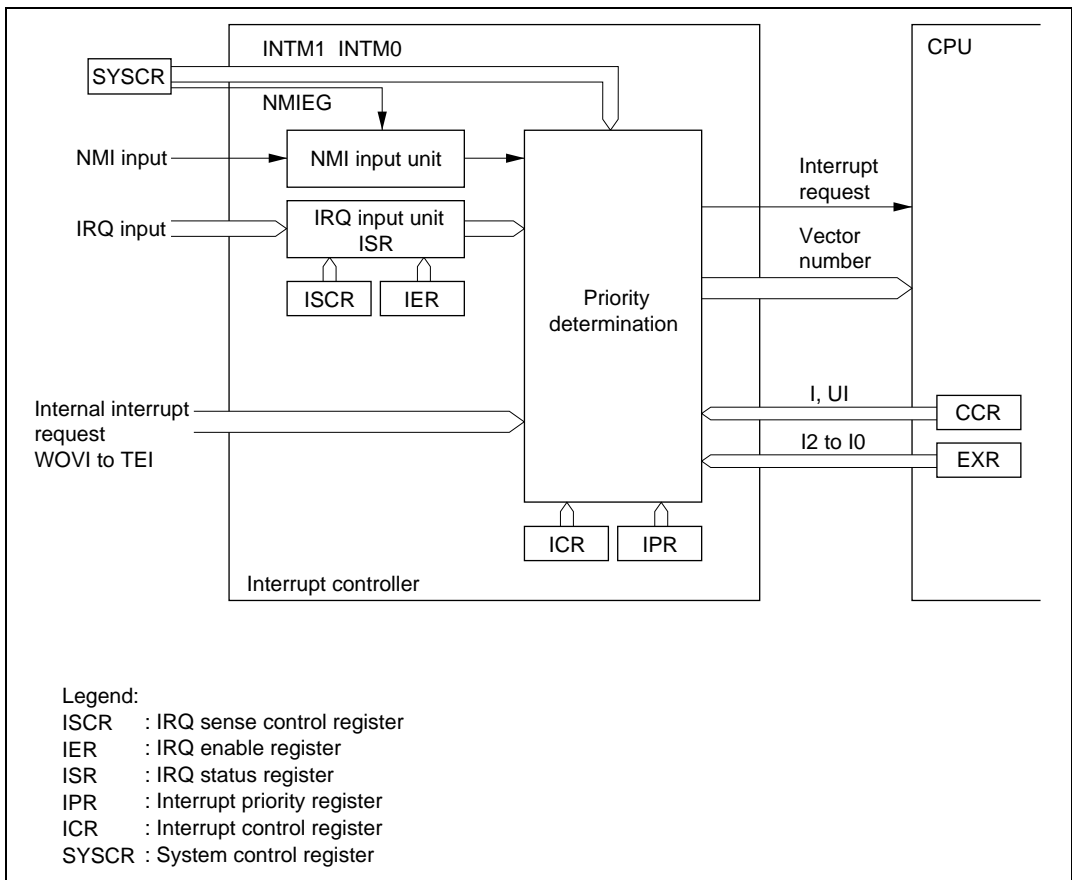 INTM1 INTM0
CPU
SYSCR
NMIEG
NMI input
NMI input unit
Interrupt
request
IRQ input
IRQ input unit
ISR
Vector
number
ISCR
IER
Priority
determination
Internal interrupt
request
WOVI to TEI
I, UI
CCR
I2 to I0
EXR
ICR
IPR
Interrupt controller
Legend:
ISCR : IRQ sense control register
IER : IRQ enable register
ISR : IRQ status register
IPR : Interrupt priority register
ICR : Interrupt control register
SYSCR : System control register